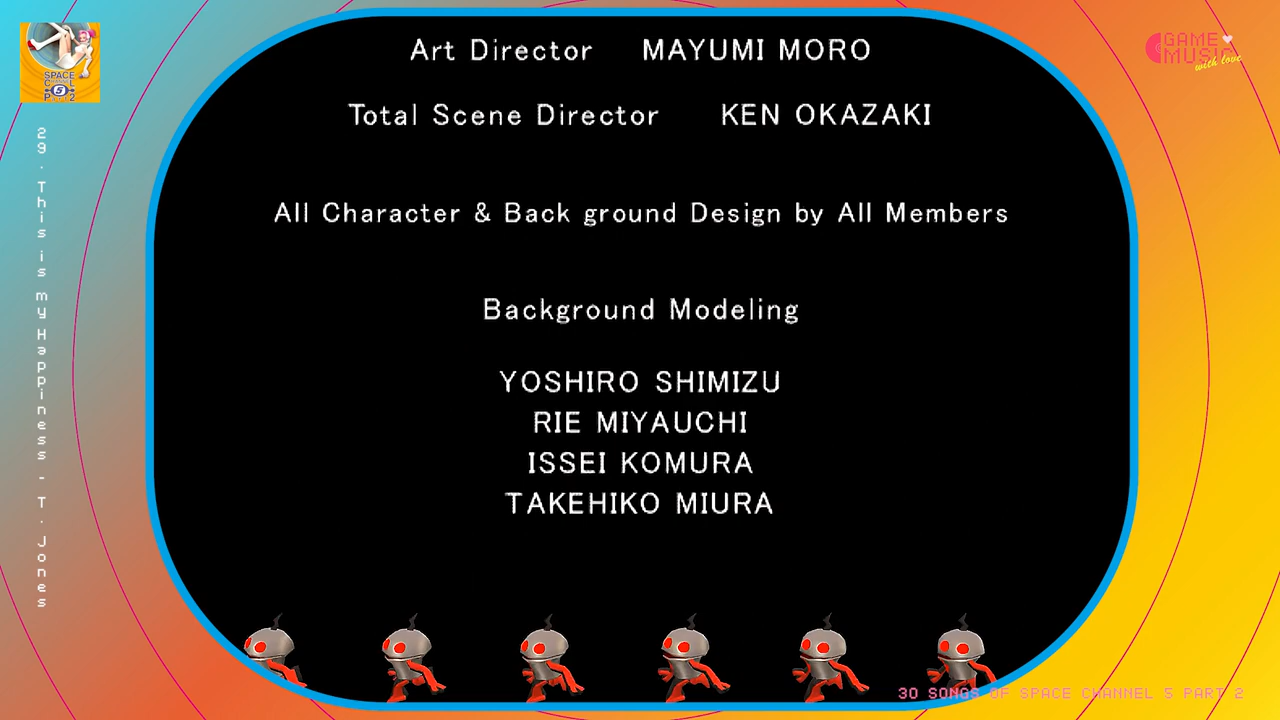 Art Director MAYUMI MORO
Total Scene Director KEN OKAZAKI
All Character & Back ground Design by All Members
Background Modeling
YOSHIRO SHIMIZU
RIE MIYAUCHI
ISSEI KOMURA
TAKEHIKO MIURA
29. This is my Happiness - T. Jones
GAME
MUSIC
with love
SPACE
CHANNEL
5
PART 2
30 SONGS OF SPACE CHANNEL 5 PART 2